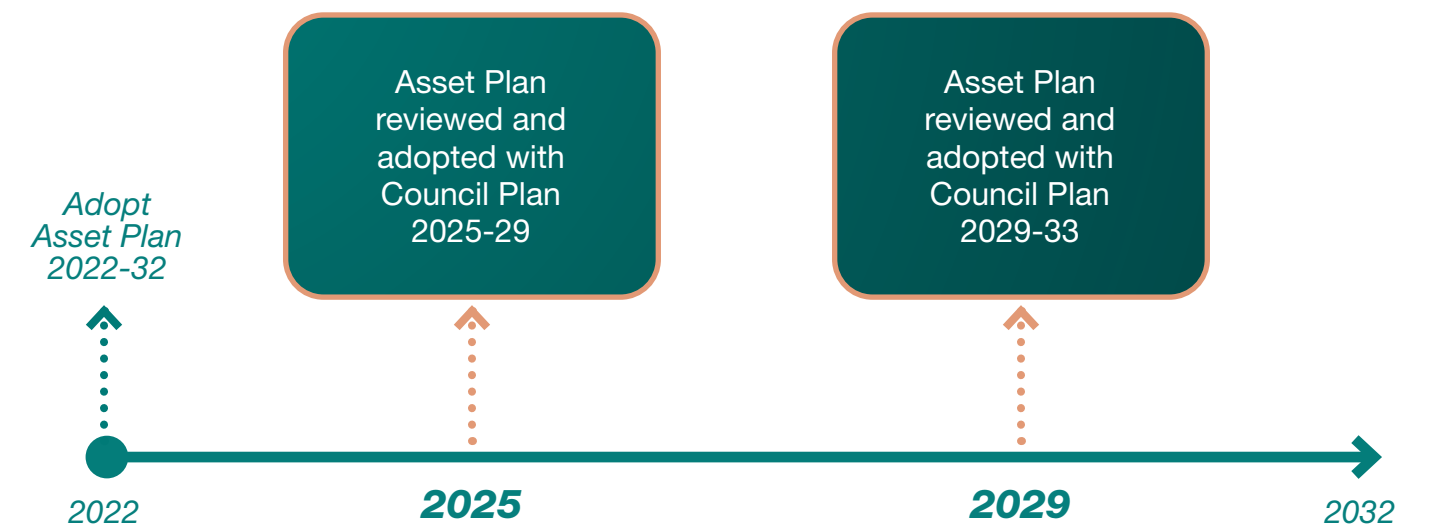 Adopt
Asset Plan
2022-32
Asset Plan
reviewed and
adopted with
Council Plan
2025-29
Asset Plan
reviewed and
adopted with
Council Plan
2029-33
2022
2025
2029
2032